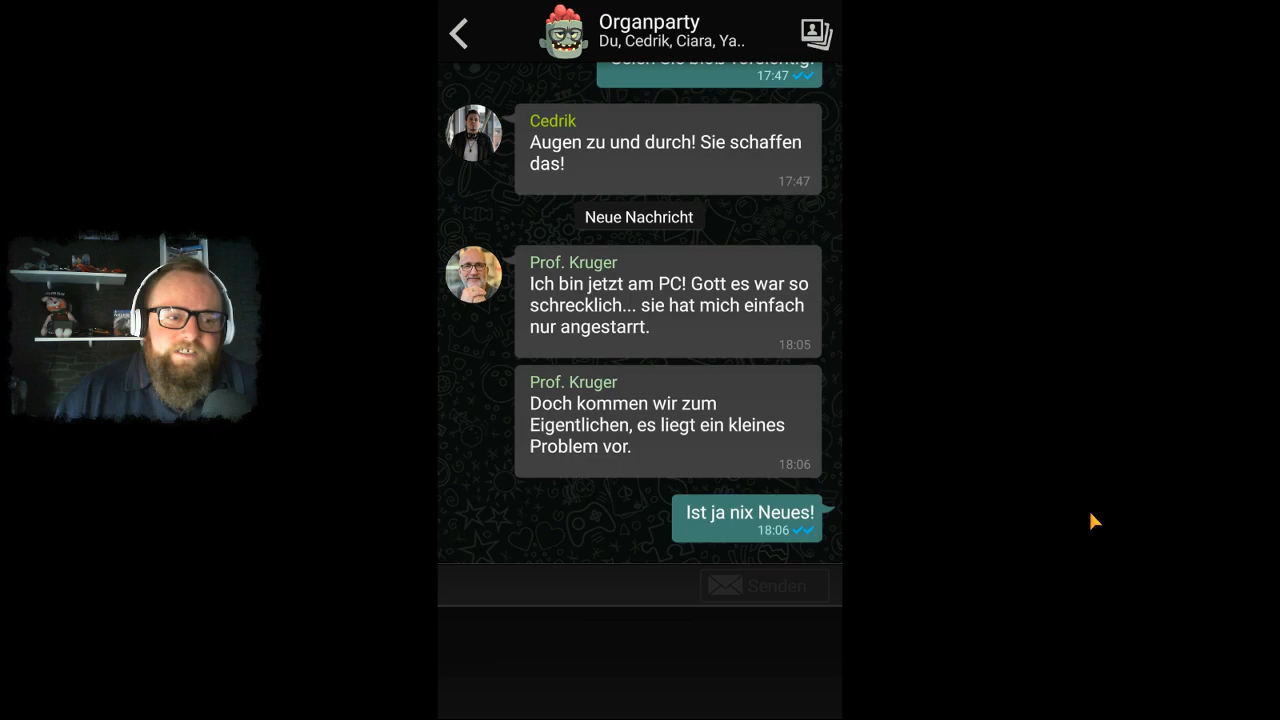 Organparty
Du, Cedrik, Ciara, Ya..
17:47
Cedrik
Augen zu und durch! Sie schaffen
das!
17:47
Neue Nachricht
Prof. Kruger
Ich bin jetzt am PC! Gott es war so
schrecklich... sie hat mich einfach
nur angestarrt.
18:05
Prof. Kruger
Doch kommen wir zum
Eigentlichen, es liegt ein kleines
Problem vor.
18:06
Ist ja nix Neues!
18:06
Senden